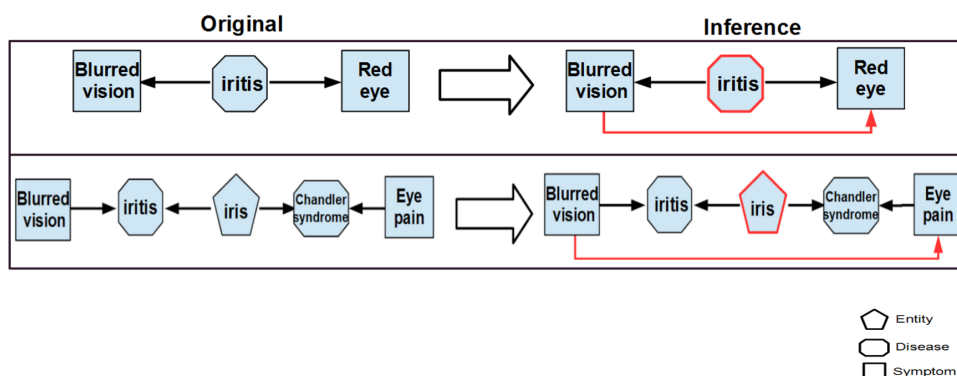 Original
Inference
Blurred
vision
iritis
Red
eye
Blurred
vision
iritis
Red
eye
Blurred
vision
iritis
iris
Chandler
syndrome
Eye
pain
Blurred
vision
iritis
iris
Chandler
syndrome
Eye
pain
Entity
Disease
Symptom